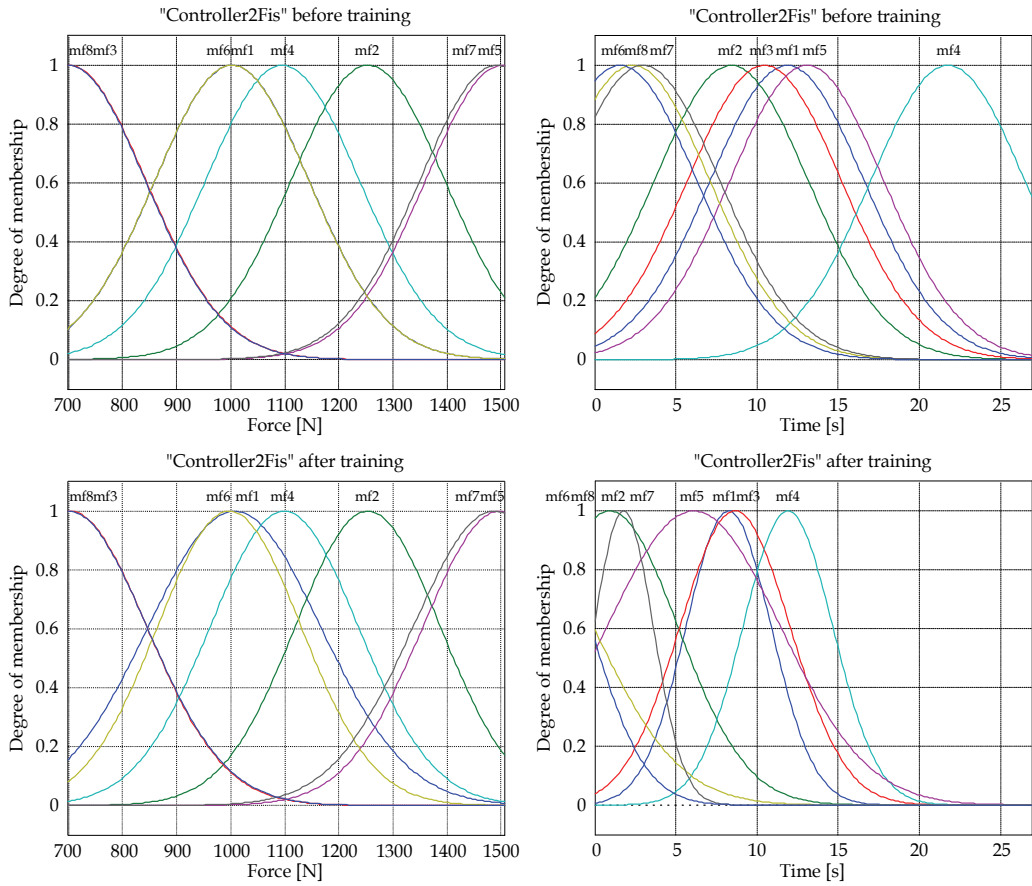 "Controller2Fis" before training
mf8mf3 mf6mf1 mf4 mf2 mf7mf5
1
0.8
0.6
0.4
0.2
0
Degree of membership
700 800 900 1000 1100 1200 1300 1400 1500
Force [N]
"Controller2Fis" before training
mf6mf8 mf7 mf2 mf3 mf1 mf5 mf4
1
0.8
0.6
0.4
0.2
0
Degree of membership
0 5 10 15 20 25
Time [s]
"Controller2Fis" after training
mf8mf3 mf6 mf1 mf4 mf2 mf7mf5
1
0.8
0.6
0.4
0.2
0
Degree of membership
700 800 900 1000 1100 1200 1300 1400 1500
Force [N]
"Controller2Fis" after training
mf6mf8 mf2 mf7 mf5 mf1mf3 mf4
1
0.8
0.6
0.4
0.2
0
Degree of membership
0 5 10 15 20 25
Time [s]